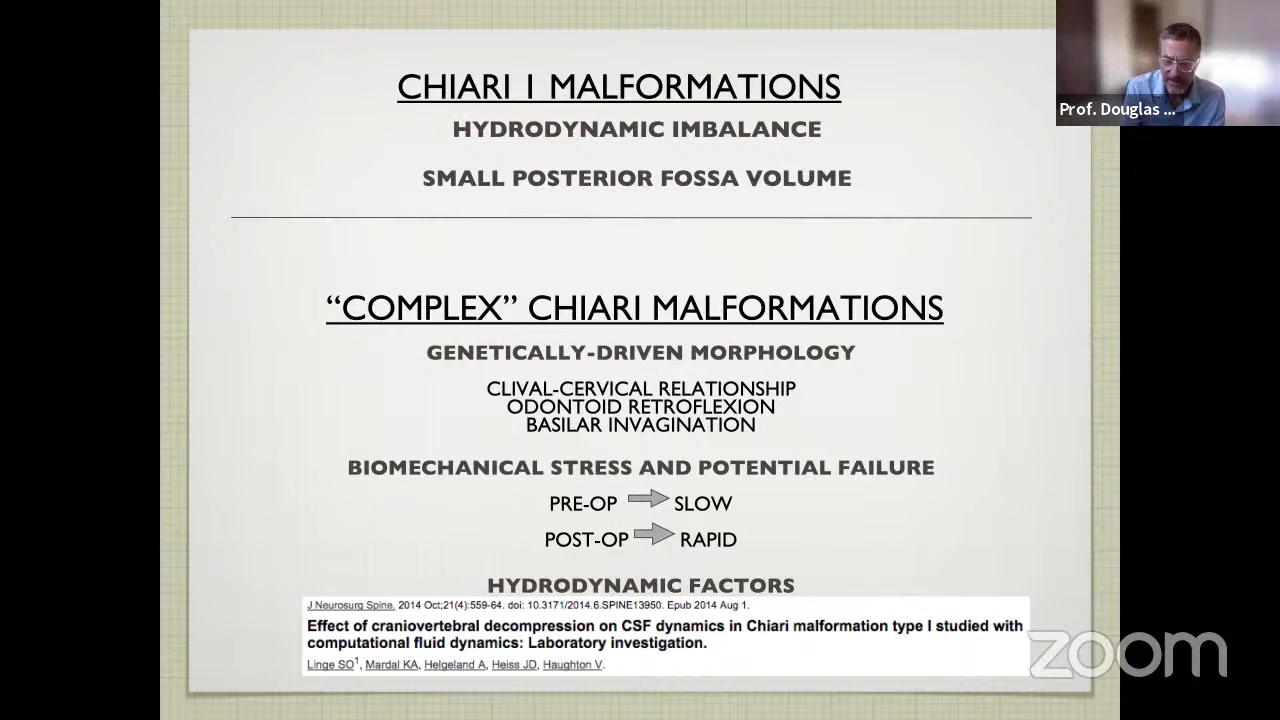 CHIARI 1 MALFORMATIONS
HYDRODYNAMIC IMBALANCE
SMALL POSTERIOR FOSSA VOLUME
“COMPLEX” CHIARI MALFORMATIONS
GENETICALLY-DRIVEN MORPHOLOGY
CLIVAL-CERVICAL RELATIONSHIP
ODONTOID RETROFLEXION
BASILAR INVAGINATION
BIOMECHANICAL STRESS AND POTENTIAL FAILURE
PRE-OP SLOW
POST-OP RAPID
HYDRODYNAMIC FACTORS
J Neurosurg Spine. 2014 Oct;21(4):559-64. doi: 10.3171/2014.6.SPINE13950. Epub 2014 Aug 1.
Effect of craniovertebral decompression on CSF dynamics in Chiari malformation type I studied with
computational fluid dynamics: Laboratory investigation.
Linge SO1, Mardal KA, Helgeland A, Heiss JD, Haughton V.
Prof. Douglas ...
zoom